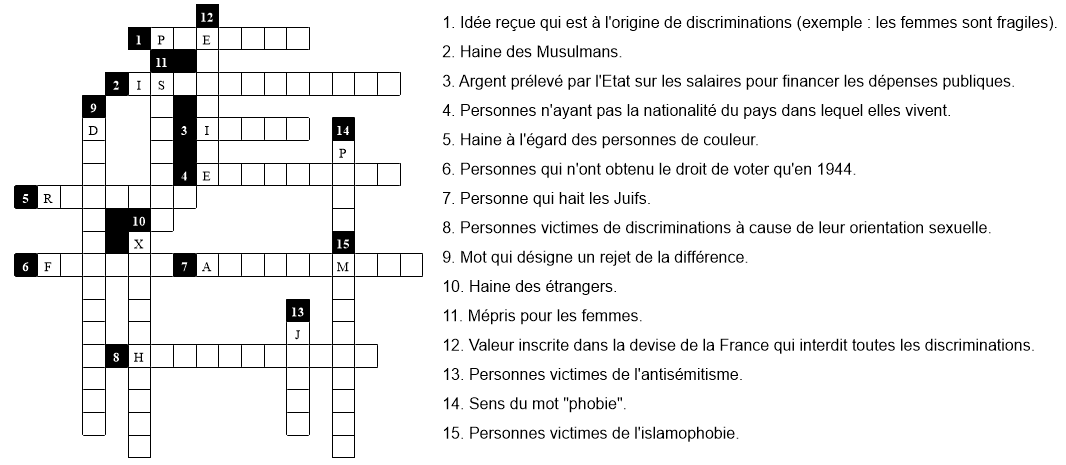 12
1 P E
11
2 I S
9
D 3 I 14
P
4 E
5 R
10
X 15
6 F 7 A M
13
J
8 H
1. Idée reçue qui est à l'origine de discriminations (exemple : les femmes sont fragiles).
2. Haine des Musulmans.
3. Argent prélevé par l'Etat sur les salaires pour financer les dépenses publiques.
4. Personnes n'ayant pas la nationalité du pays dans lequel elles vivent.
5. Haine à l'égard des personnes de couleur.
6. Personnes qui n'ont obtenu le droit de voter qu'en 1944.
7. Personne qui hait les Juifs.
8. Personnes victimes de discriminations à cause de leur orientation sexuelle.
9. Mot qui désigne un rejet de la différence.
10. Haine des étrangers.
11. Mépris pour les femmes.
12. Valeur inscrite dans la devise de la France qui interdit toutes les discriminations.
13. Personnes victimes de l'antisémitisme.
14. Sens du mot "phobie".
15. Personnes victimes de l'islamophobie.